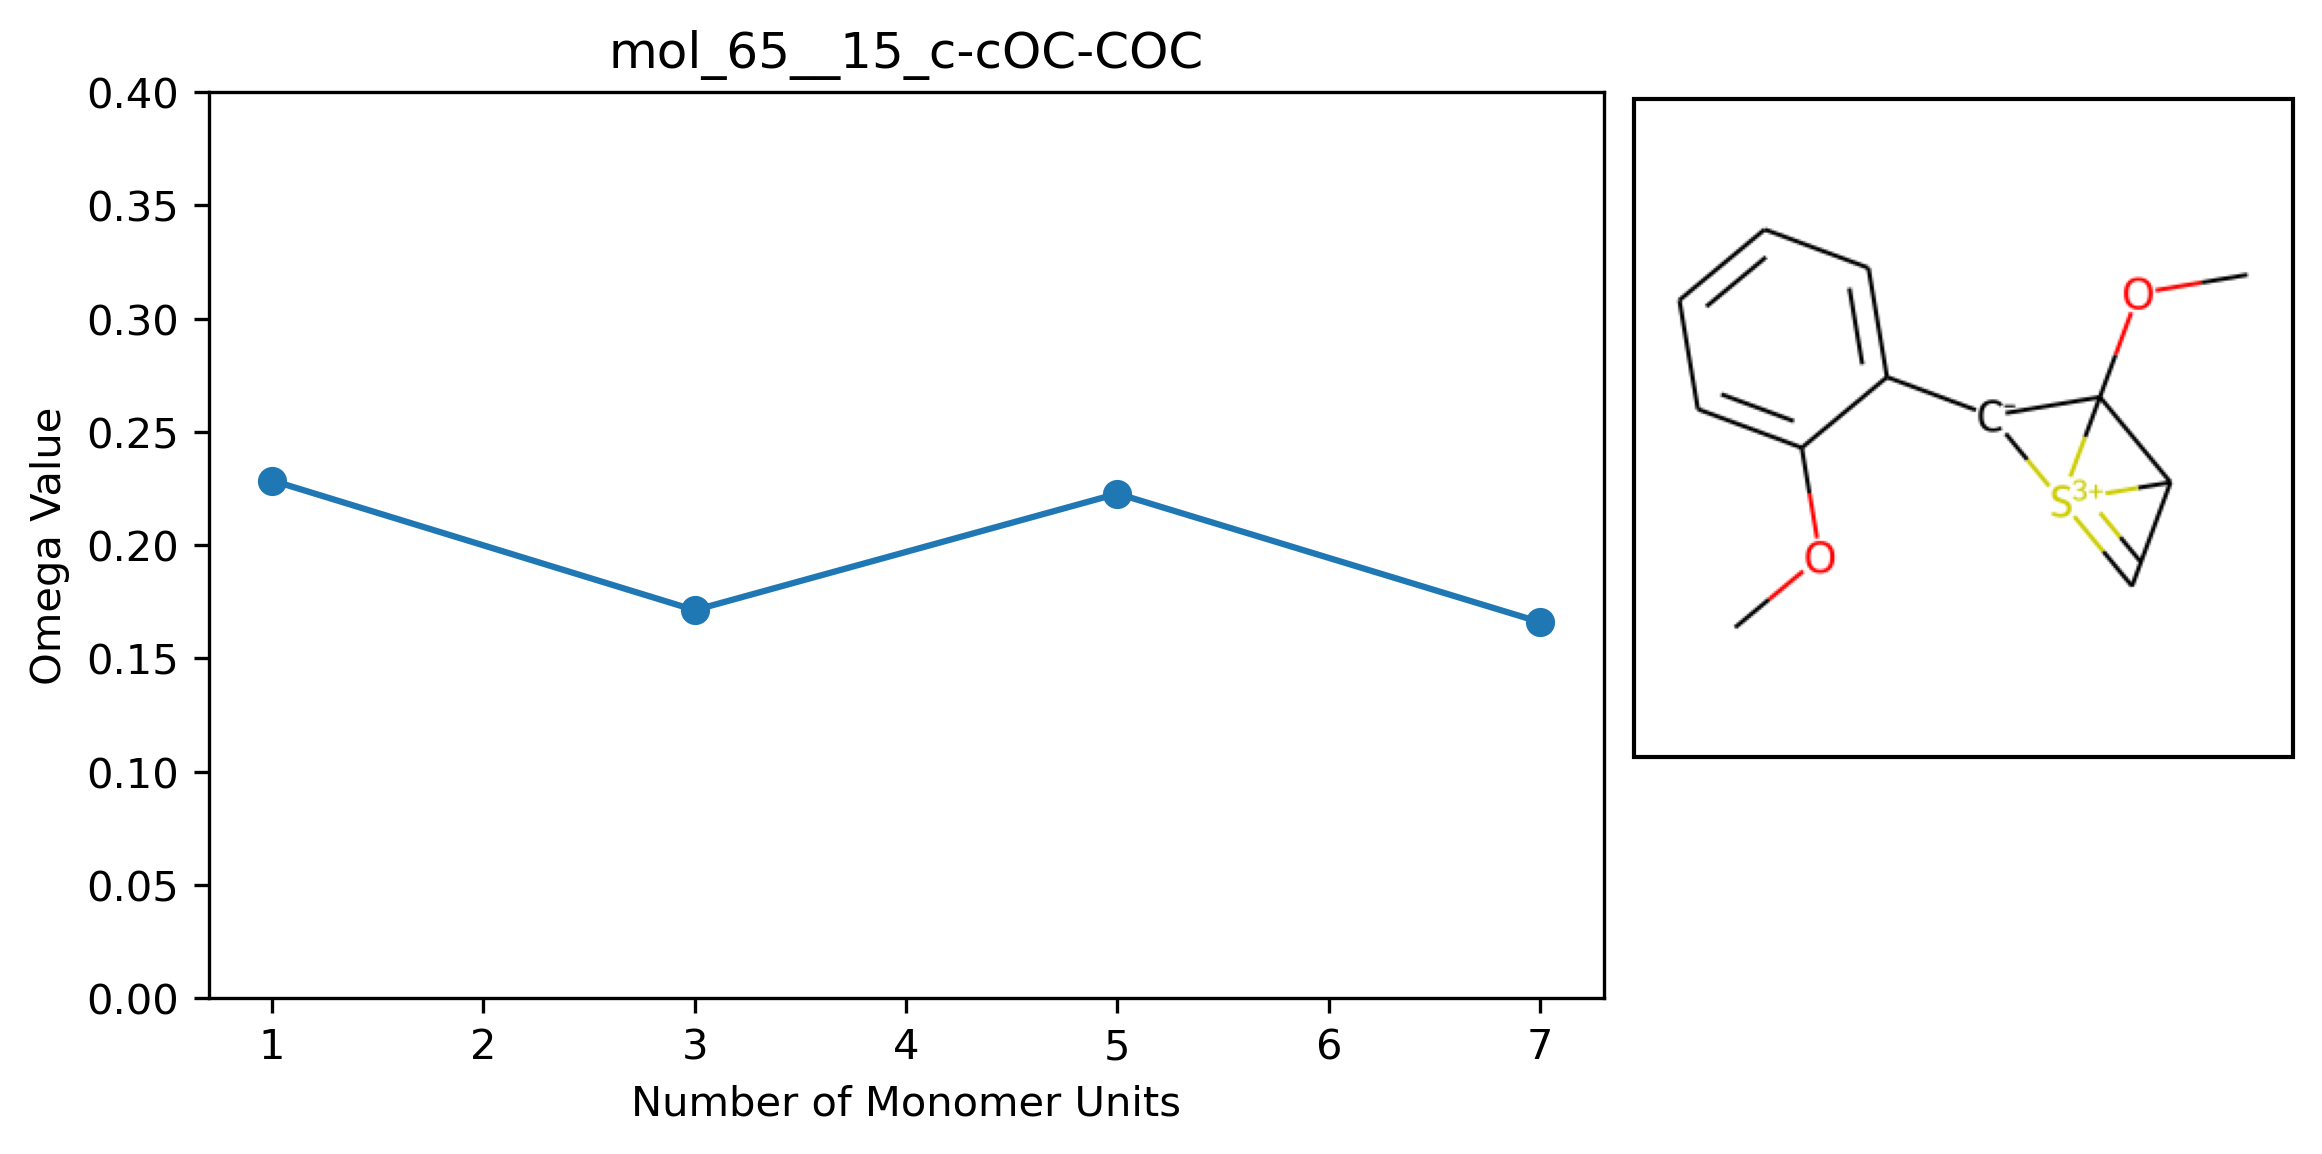 mol_65__15_c-cOC-COC
0.40
0.35
0.30
0.25
0.20
0.15
0.10
0.05
0.00
Omega Value
1 2 3 4 5 6 7
Number of Monomer Units
O
C-
S3+
O